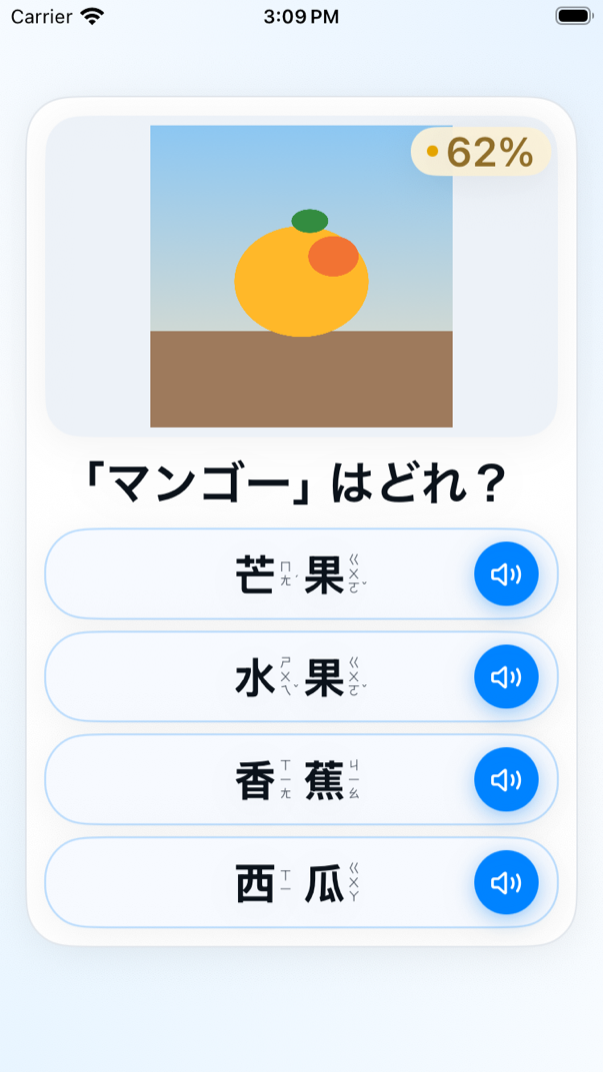 Carrier 3:09 PM
62%
「マンゴー」はどれ？
芒ㄇㄤˊ果ㄍㄨㄛˇ
水ㄕㄨㄟˇ果ㄍㄨㄛˇ
香ㄒㄧㄤ蕉ㄐㄧㄠ
西ㄒㄧ瓜ㄍㄨㄚ